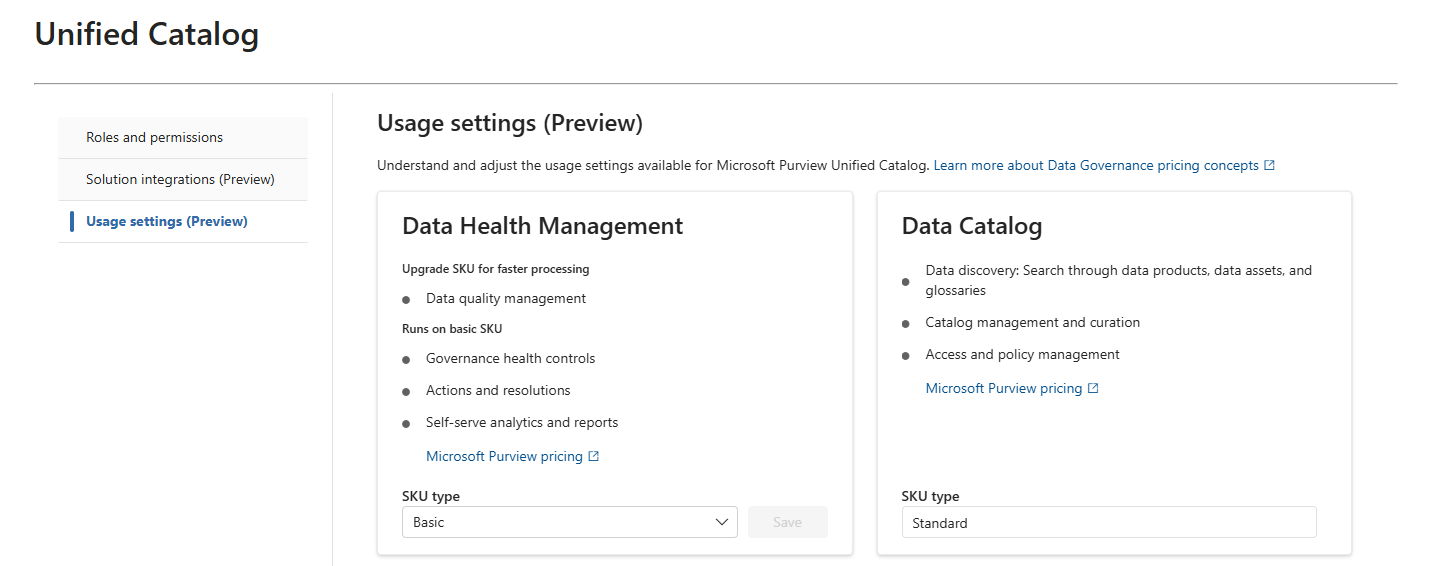 Unified Catalog
Roles and permissions
Solution integrations (Preview)
Usage settings (Preview)
Usage settings (Preview)
Understand and adjust the usage settings available for Microsoft Purview Unified Catalog. Learn more about Data Governance pricing concepts
Data Health Management
Upgrade SKU for faster processing
Data quality management
Runs on basic SKU
Governance health controls
Actions and resolutions
Self-serve analytics and reports
Microsoft Purview pricing
SKU type
Basic
Save
Data Catalog
Data discovery: Search through data products, data assets, and
glossaries
Catalog management and curation
Access and policy management
Microsoft Purview pricing
SKU type
Standard